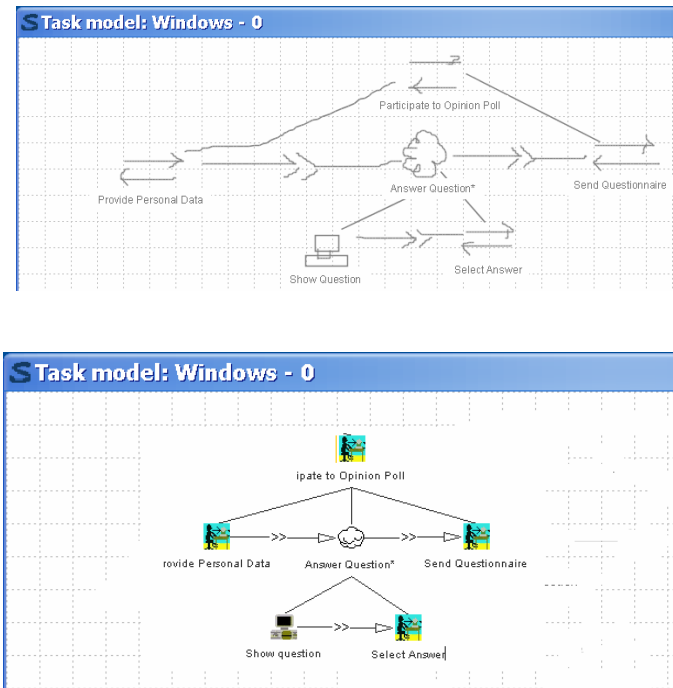 S Task model: Windows - 0
Participate to Opinion Poll
Answer Question*
Send Questionnaire
Provide Personal Data
Select Answer
Show Question
S Task model: Windows - 0
ipate to Opinion Poll
>> >>
rovide Personal Data Answer Question* Send Questionnaire
>>
Show question Select Answer